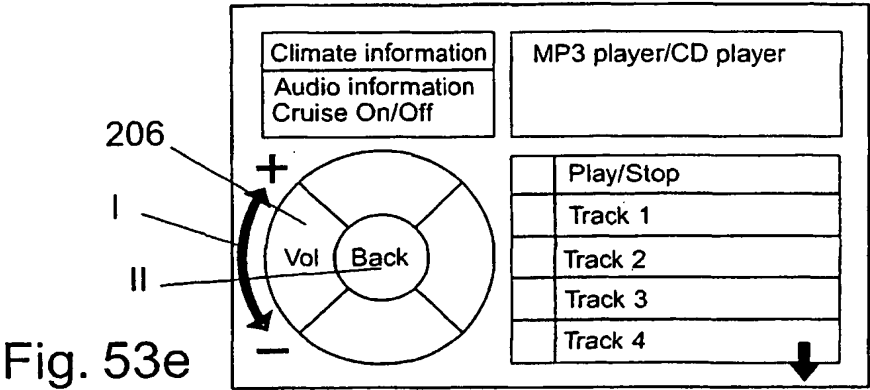 Climate information
Audio information
Cruise On/Off
MP3 player/CD player
206
+
I
Vol
Back
II
−
Play/Stop
Track 1
Track 2
Track 3
Track 4
Fig. 53e